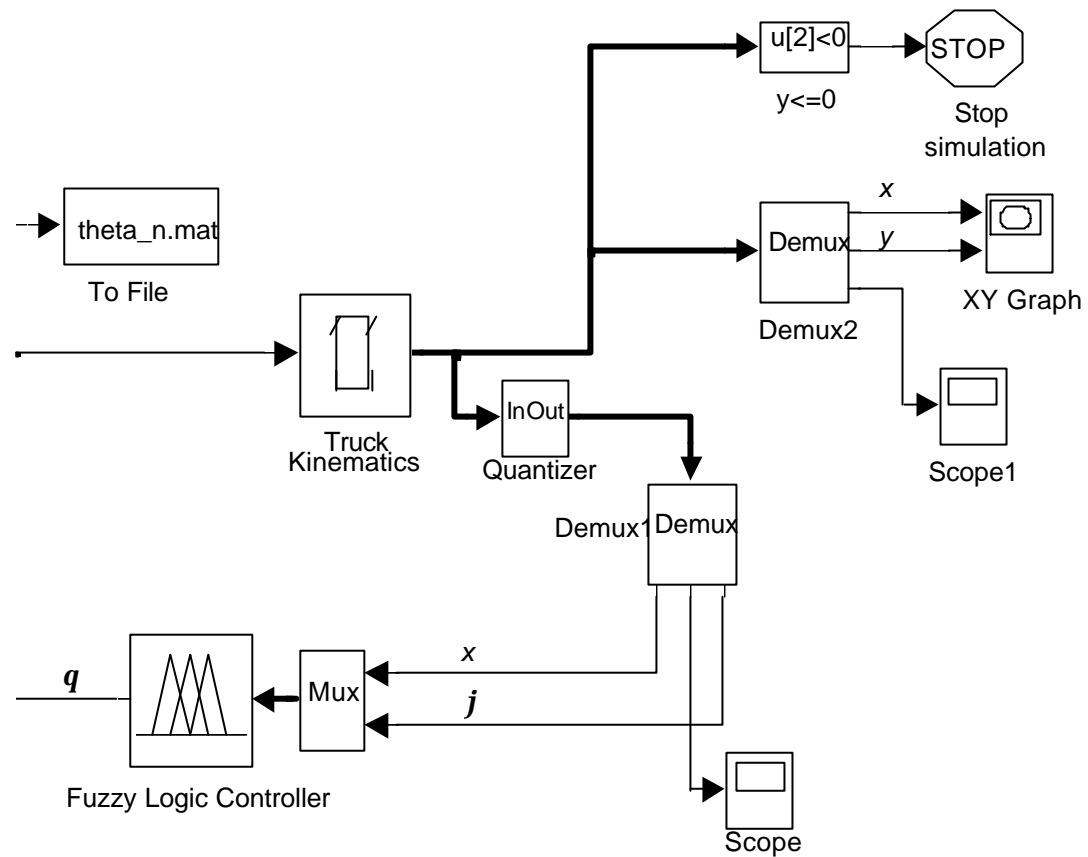 u[2]<0
STOP
y<=0
Stop
simulation
x
theta_n.mat
Demux
y
To File
XY Graph
Demux2
InOut
Truck
Kinematics
Quantizer
Scope1
Demux1
Demux
x
q
Mux
j
Fuzzy Logic Controller
Scope